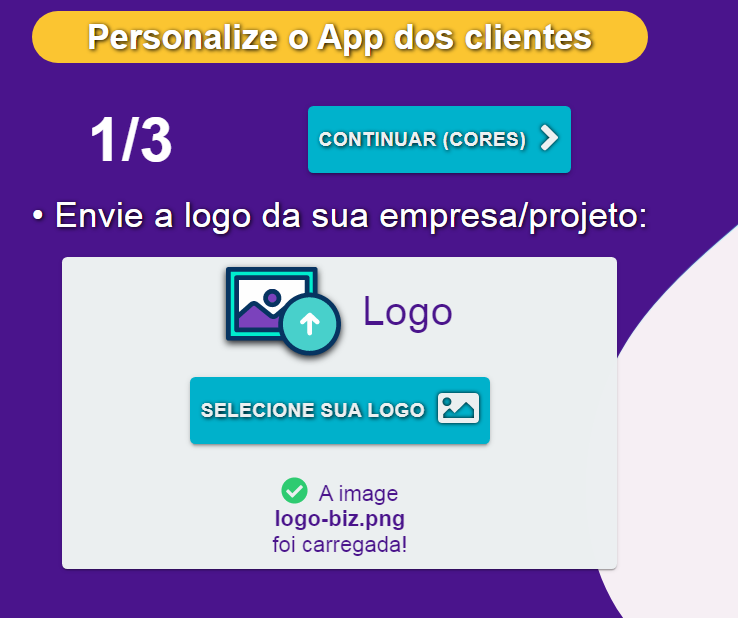 Personalize o App dos clientes
1/3
CONTINUAR (CORES)
• Envie a logo da sua empresa/projeto:
Logo
SELECIONE SUA LOGO
A image
logo-biz.png
foi carregada!